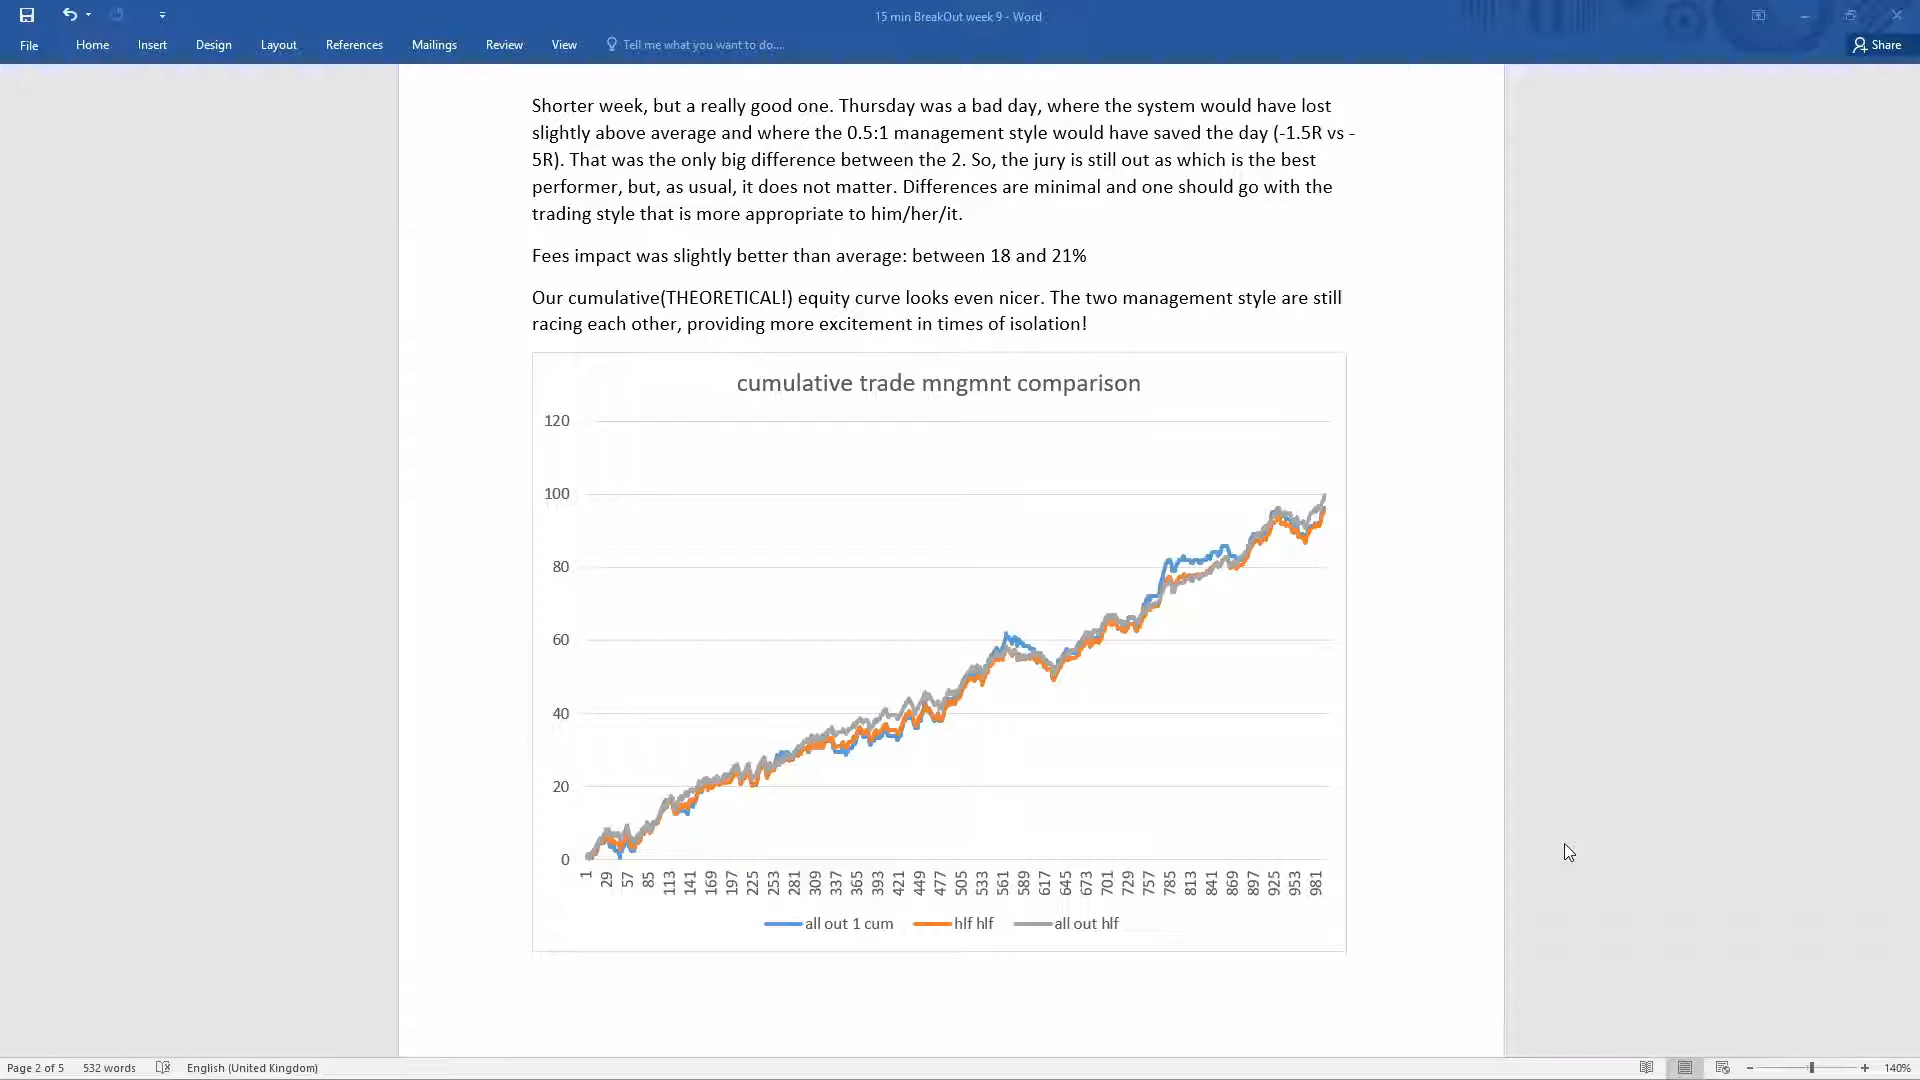 15 min BreakOut week 9 - Word
File Home Insert Design Layout References Mailings Review View Tell me what you want to do.... Share
Shorter week, but a really good one. Thursday was a bad day, where the system would have lost
slightly above average and where the 0.5:1 management style would have saved the day (-1.5R vs -
5R). That was the only big difference between the 2. So, the jury is still out as which is the best
performer, but, as usual, it does not matter. Differences are minimal and one should go with the
trading style that is more appropriate to him/her/it.
Fees impact was slightly better than average: between 18 and 21%
Our cumulative(THEORETICAL!) equity curve looks even nicer. The two management style are still
racing each other, providing more excitement in times of isolation!
cumulative trade mngmnt comparison
120
100
80
60
40
20
0
1 29 57 85 113 141 169 197 225 253 281 309 337 365 393 421 449 477 505 533 561 589 617 645 673 701 729 757 785 813 841 869 897 925 953 981
all out 1 cum hlf hlf all out hlf
Page 2 of 5 532 words English (United Kingdom) 140%